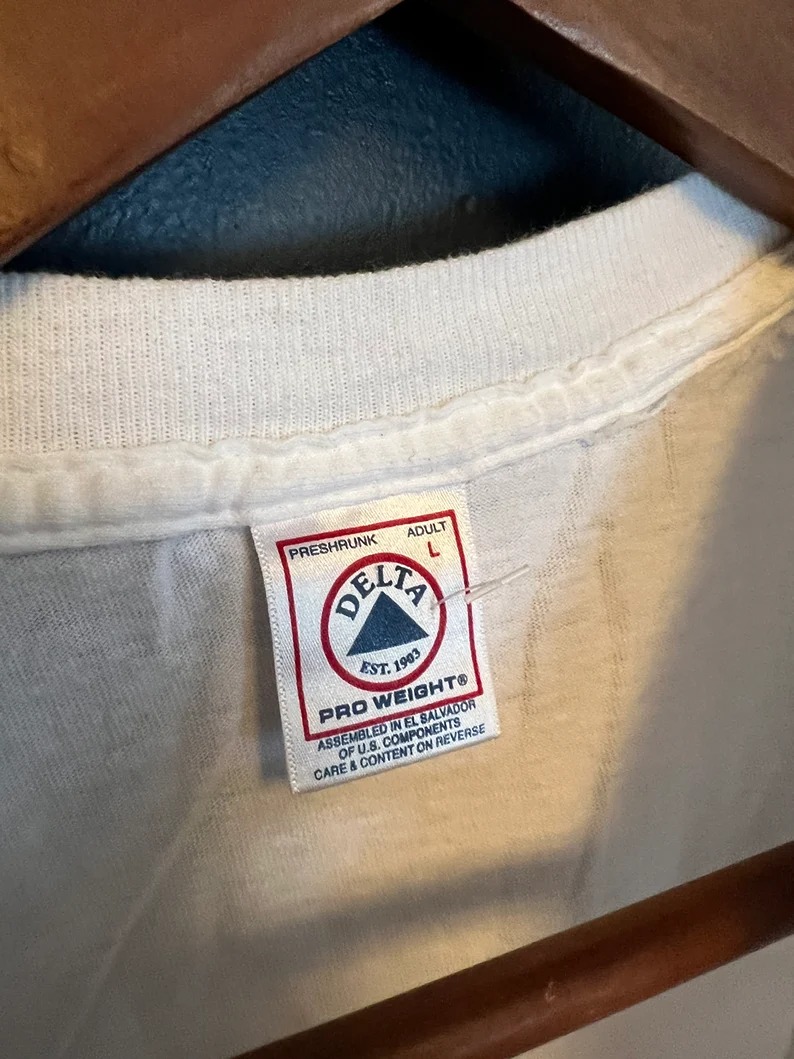 PRESHRUNK ADULT
L
DELTA
EST. 1903
PRO WEIGHT®
ASSEMBLED IN EL SALVADOR
OF U.S. COMPONENTS
CARE & CONTENT ON REVERSE